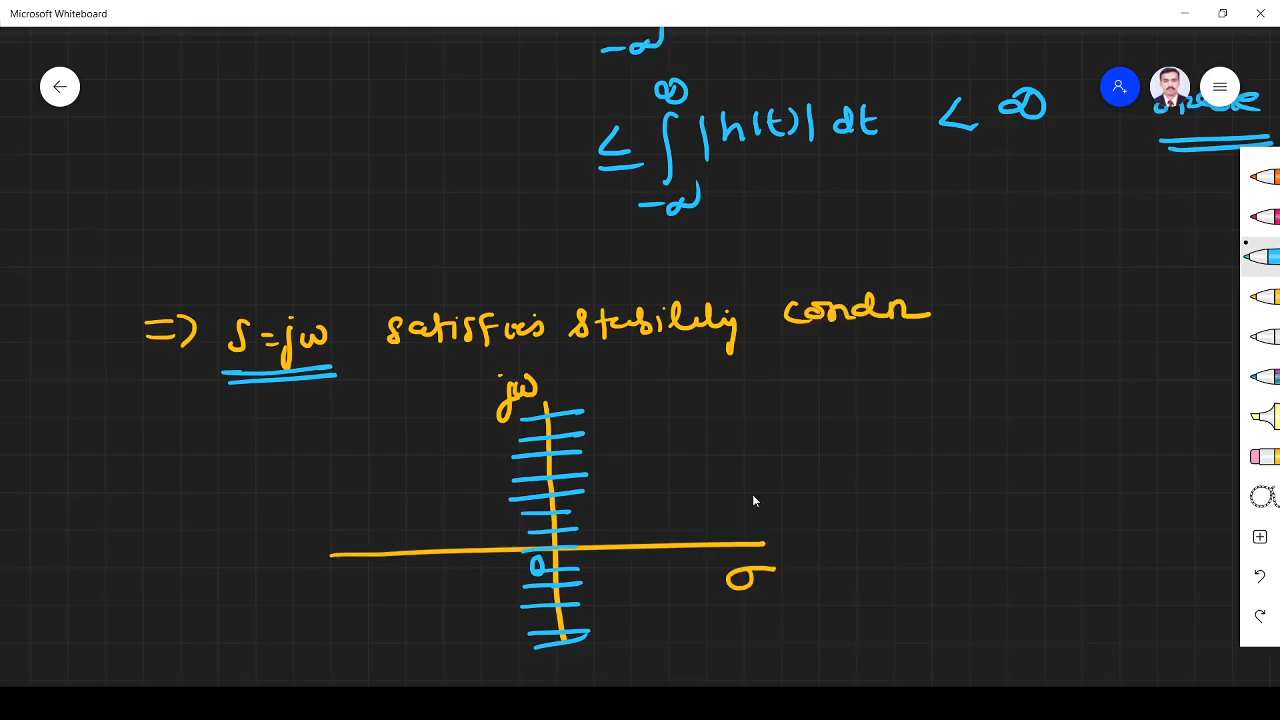 Microsoft Whiteboard
-∞
≤ ∫_{-∞}^{∞} |h(t)| dt < ∞
=> s=jω satisfies stability condn
jω
0
σ